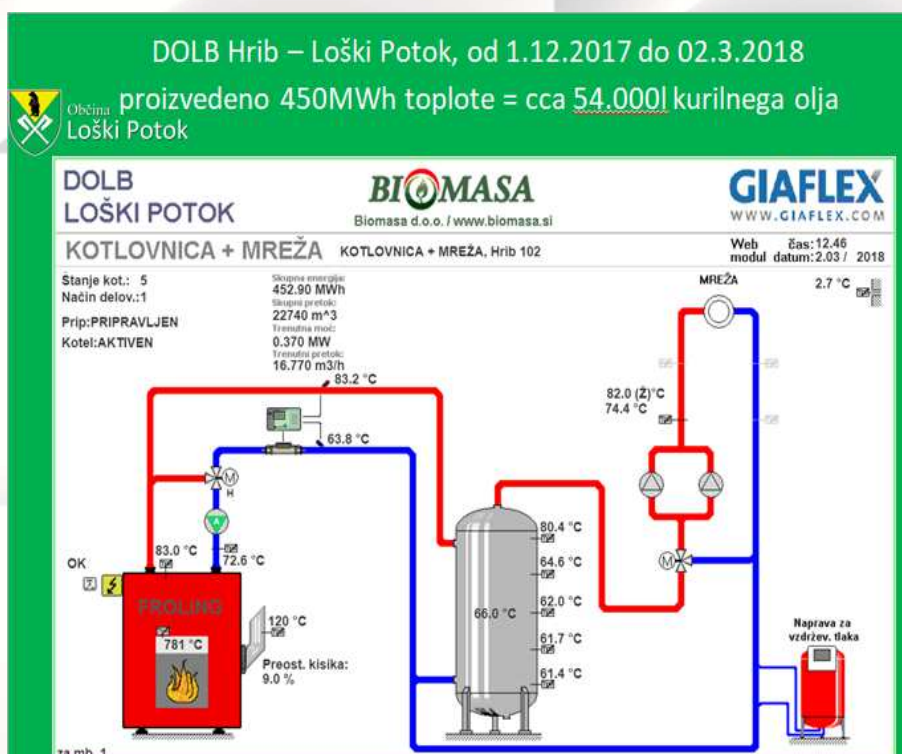 DOLB Hrib – Loški Potok, od 1.12.2017 do 02.3.2018
proizvedeno 450MWh toplote = cca 54.000l kurilnega olja
Občina
Loški Potok
DOLB
LOŠKI POTOK
BIOMASA
Biomasa d.o.o. / www.biomasa.si
GIAFLEX
WWW.GIAFLEX.COM
KOTLOVNICA + MREŽA
KOTLOVNICA + MREŽA, Hrib 102
Web čas:12.46
modul datum:2.03 / 2018
Stanje kot.: 5
Način delov.:1
Prip:PRIPRAVLJEN
Kotel:AKTIVEN
Skupna energija:
452.90 MWh
Skupni pretok:
22740 m^3
Trenutna moč:
0.370 MW
Trenutni pretok:
16.770 m3/h
MREŽA
2.7 °C
83.2 °C
63.8 °C
82.0 (Ž)°C
74.4 °C
M
H
A
M
OK
83.0 °C
72.6 °C
FROLING
781 °C
120 °C
Preost. kisika:
9.0 %
66.0 °C
80.4 °C
64.6 °C
62.0 °C
61.7 °C
61.4 °C
Naprava za
vzdržev. tlaka